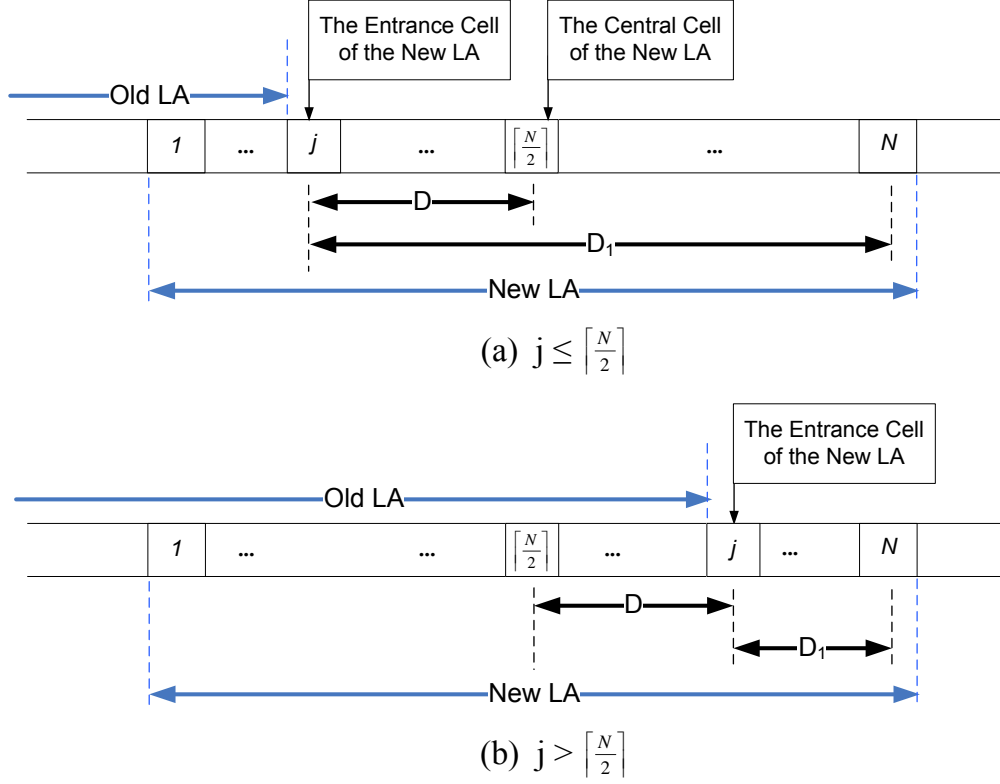 The Entrance Cell
of the New LA
The Central Cell
of the New LA
Old LA
1 ... j ... ⌈N/2⌉ ... N
D
D₁
New LA
(a) j ≤ ⌈N/2⌉
The Entrance Cell
of the New LA
Old LA
1 ... ... ⌈N/2⌉ ... j ... N
D
D₁
New LA
(b) j > ⌈N/2⌉